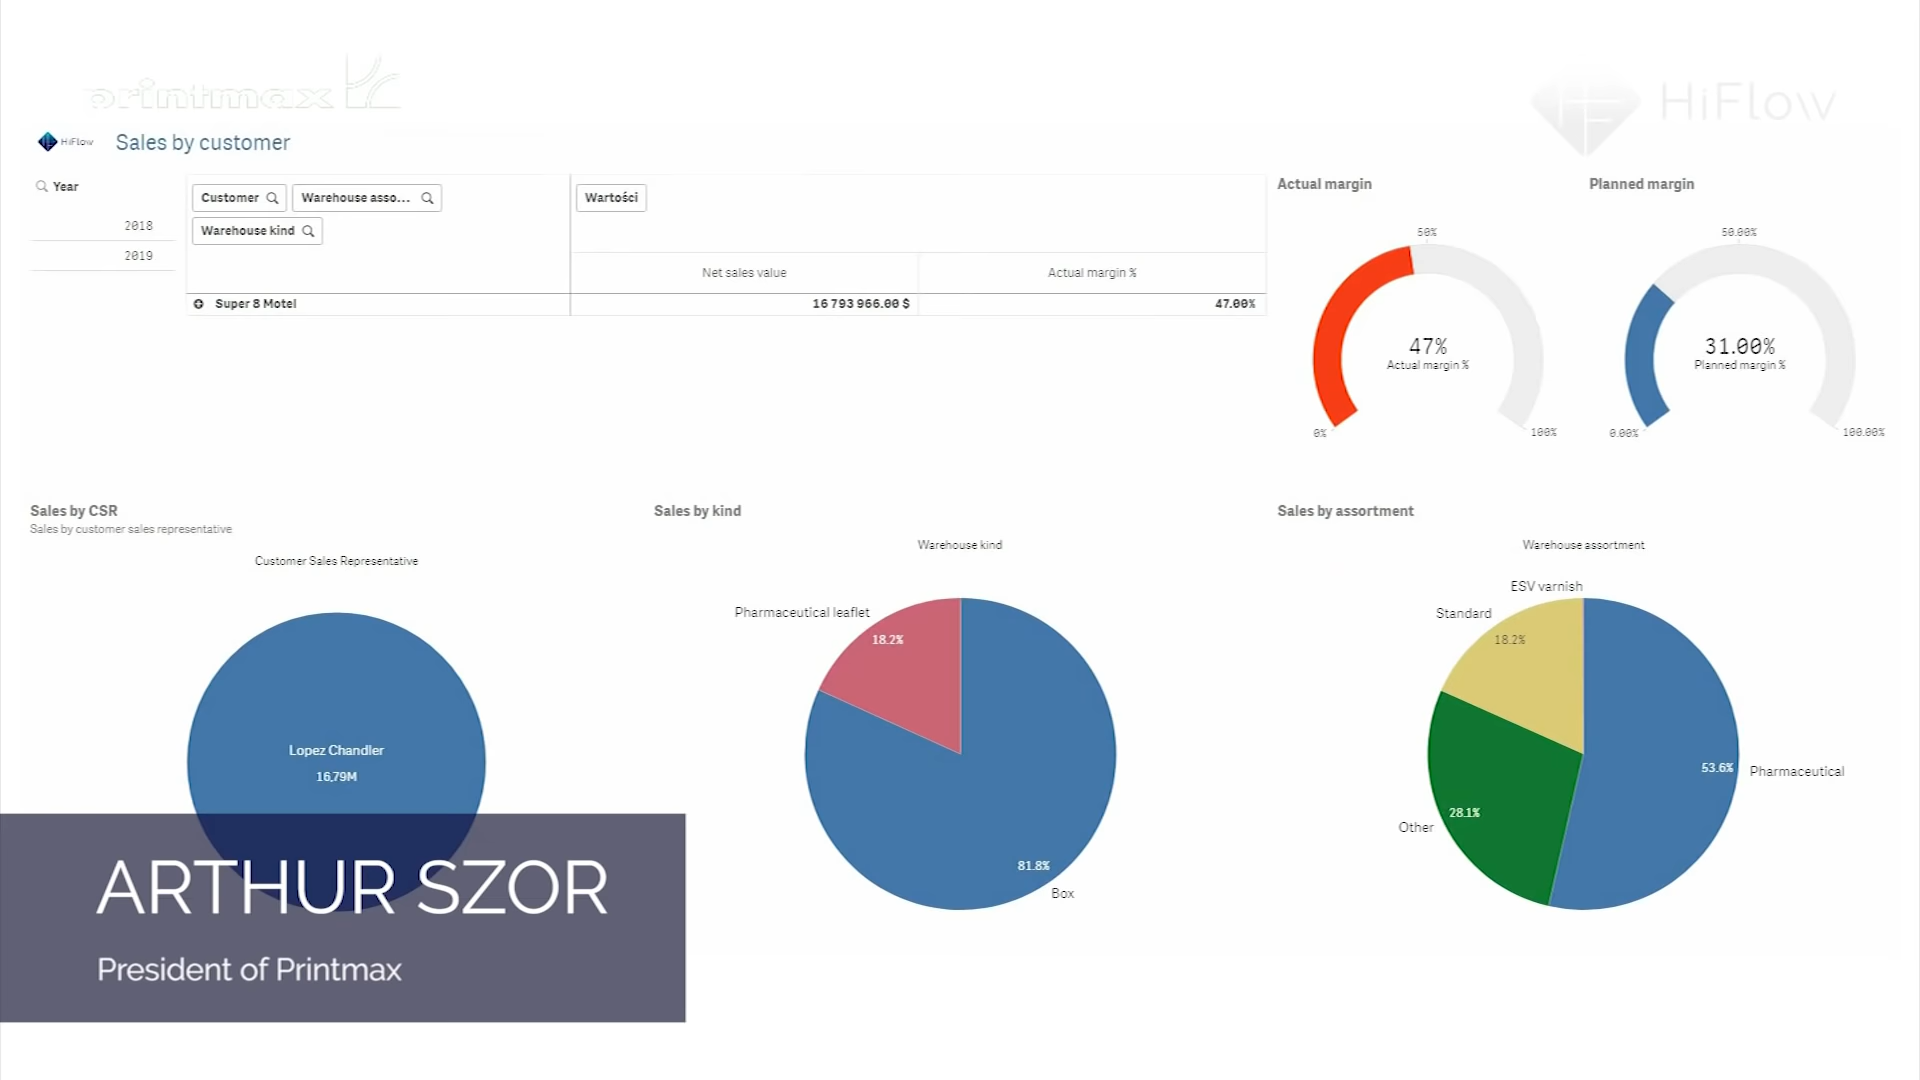 printmax
HiFlow
HiFlow
Sales by customer
Year
2018
2019
Customer
Warehouse asso...
Warehouse kind
Wartości
Net sales value
Actual margin %
Super 8 Motel
16 793 966.00 $
47.00%
Actual margin
50%
47%
Actual margin %
0%
100%
Planned margin
50.00%
31.00%
Planned margin %
0.00%
100.00%
Sales by CSR
Sales by customer sales representative
Customer Sales Representative
Lopez Chandler
16,79M
Sales by kind
Warehouse kind
Pharmaceutical leaflet
18.2%
81.8%
Box
Sales by assortment
Warehouse assortment
ESV varnish
Standard
18.2%
53.6%
Pharmaceutical
28.1%
Other
ARTHUR SZOR
President of Printmax